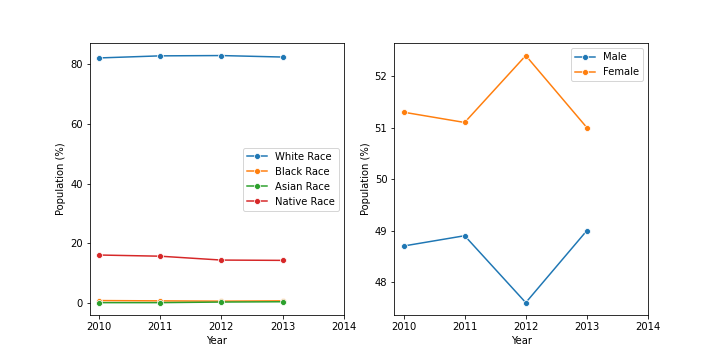 80
60
40
20
0
Population (%)
2010 2011 2012 2013 2014
Year
White Race
Black Race
Asian Race
Native Race
52
51
50
49
48
Population (%)
2010 2011 2012 2013 2014
Year
Male
Female